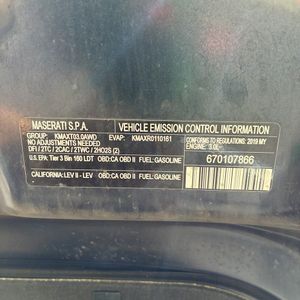 MASERATI S.P.A. VEHICLE EMISSION CONTROL INFORMATION
GROUP: KMAXT03.0AWD EVAP: KMAXR0110161 CONFORMS TO REGULATIONS: 2019 MY
NO ADJUSTMENTS NEEDED ENGINE: 3.0L
DFI / 2TC / 2CAC / 2TWC / 2HO2S (2)
U.S. EPA: Tier 3 Bin 160 LDT OBD: CA OBD II FUEL: GASOLINE 670107866
CALIFORNIA: LEV II - LEV OBD: CA OBD II FUEL: GASOLINE